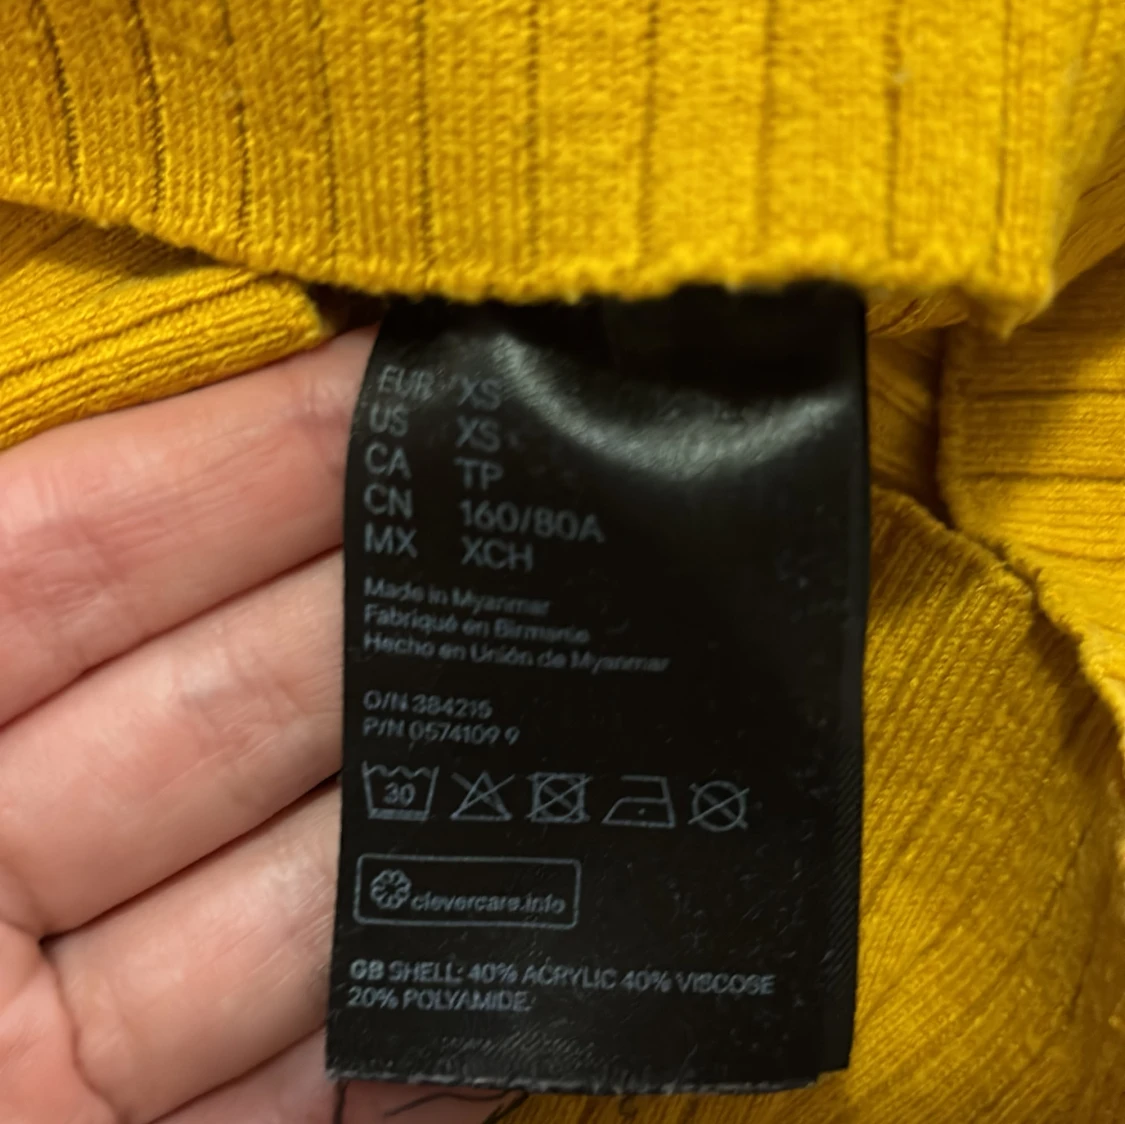 EUR XS
US XS
CA TP
CN 160/80A
MX XCH
Made in Myanmar
Fabriqué en Birmanie
Hecho en Unión de Myanmar
O/N 384215
P/N 0574109 9
30
clevercare.info
GB SHELL: 40% ACRYLIC 40% VISCOSE
20% POLYAMIDE.